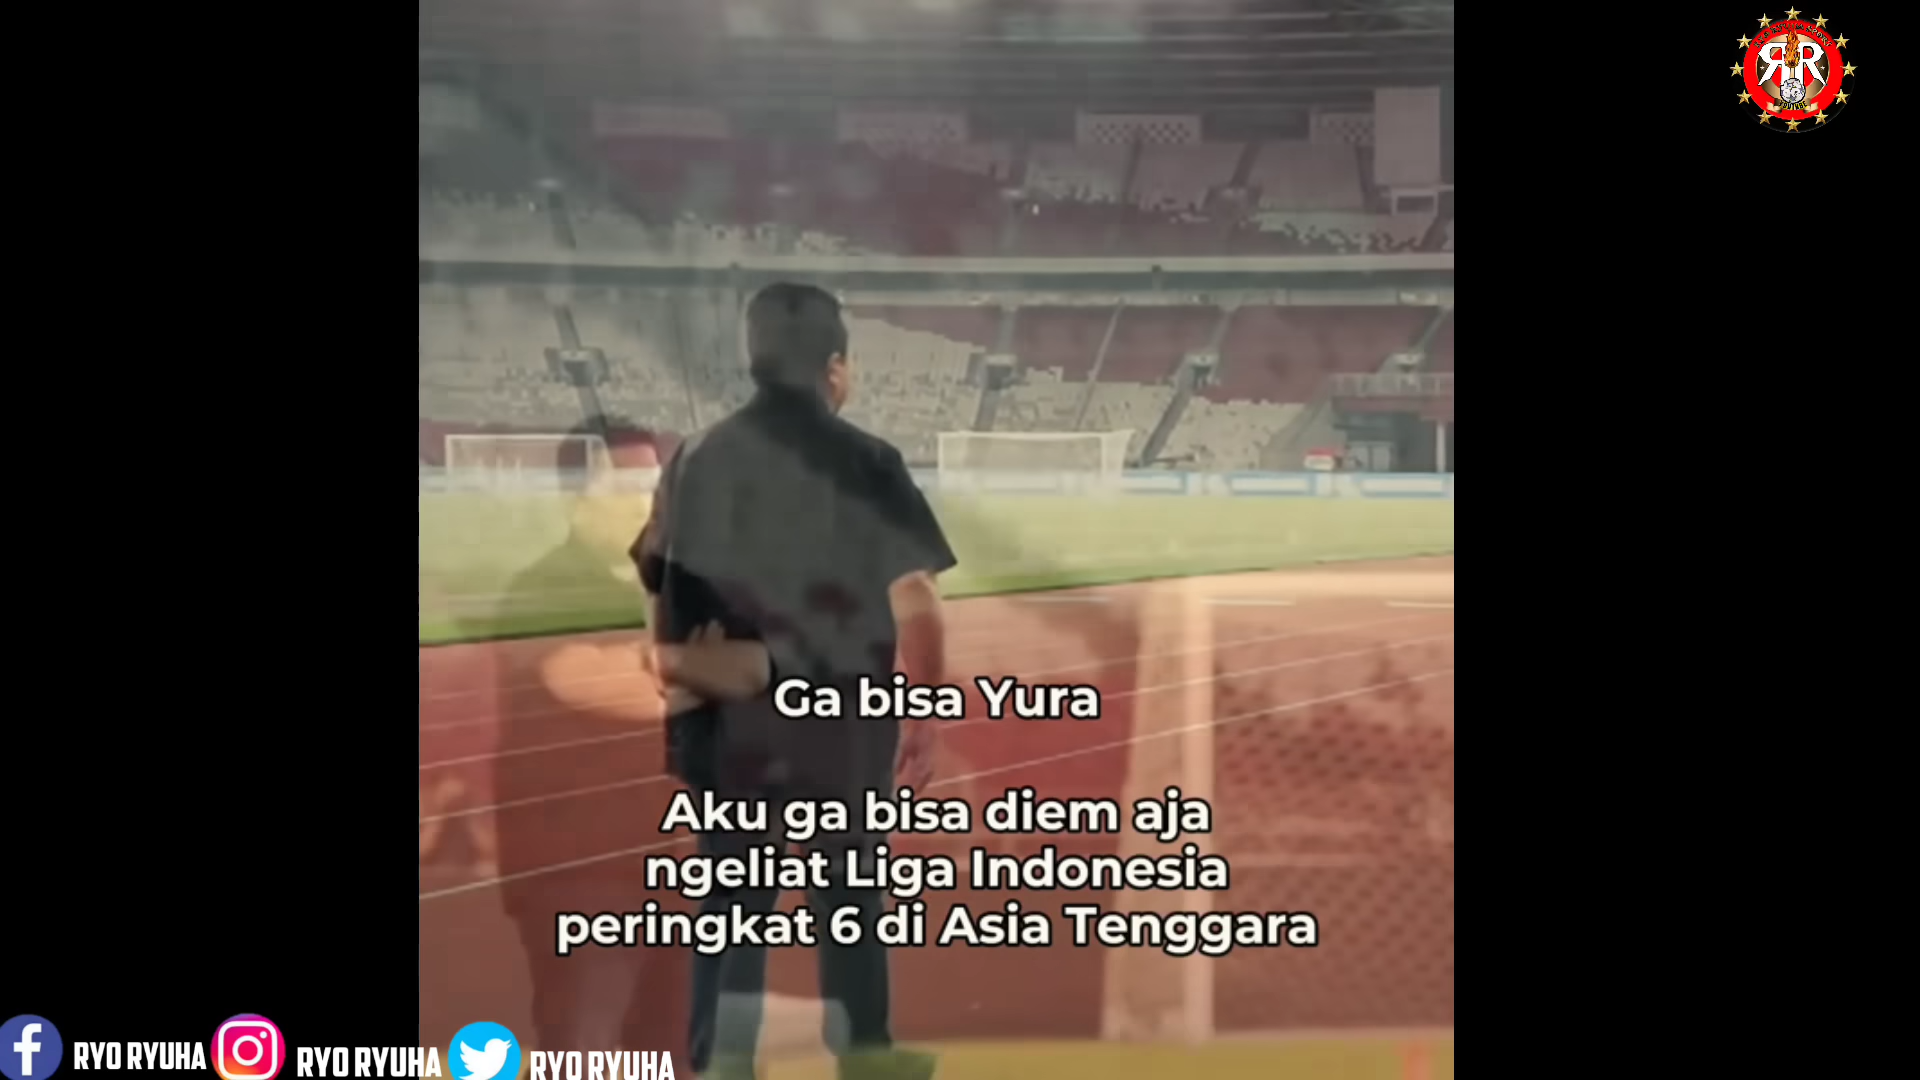 Ga bisa Yura
Aku ga bisa diem aja
ngeliat Liga Indonesia
peringkat 6 di Asia Tenggara
RYO RYUHA
RYO RYUHA
RYO RYUHA